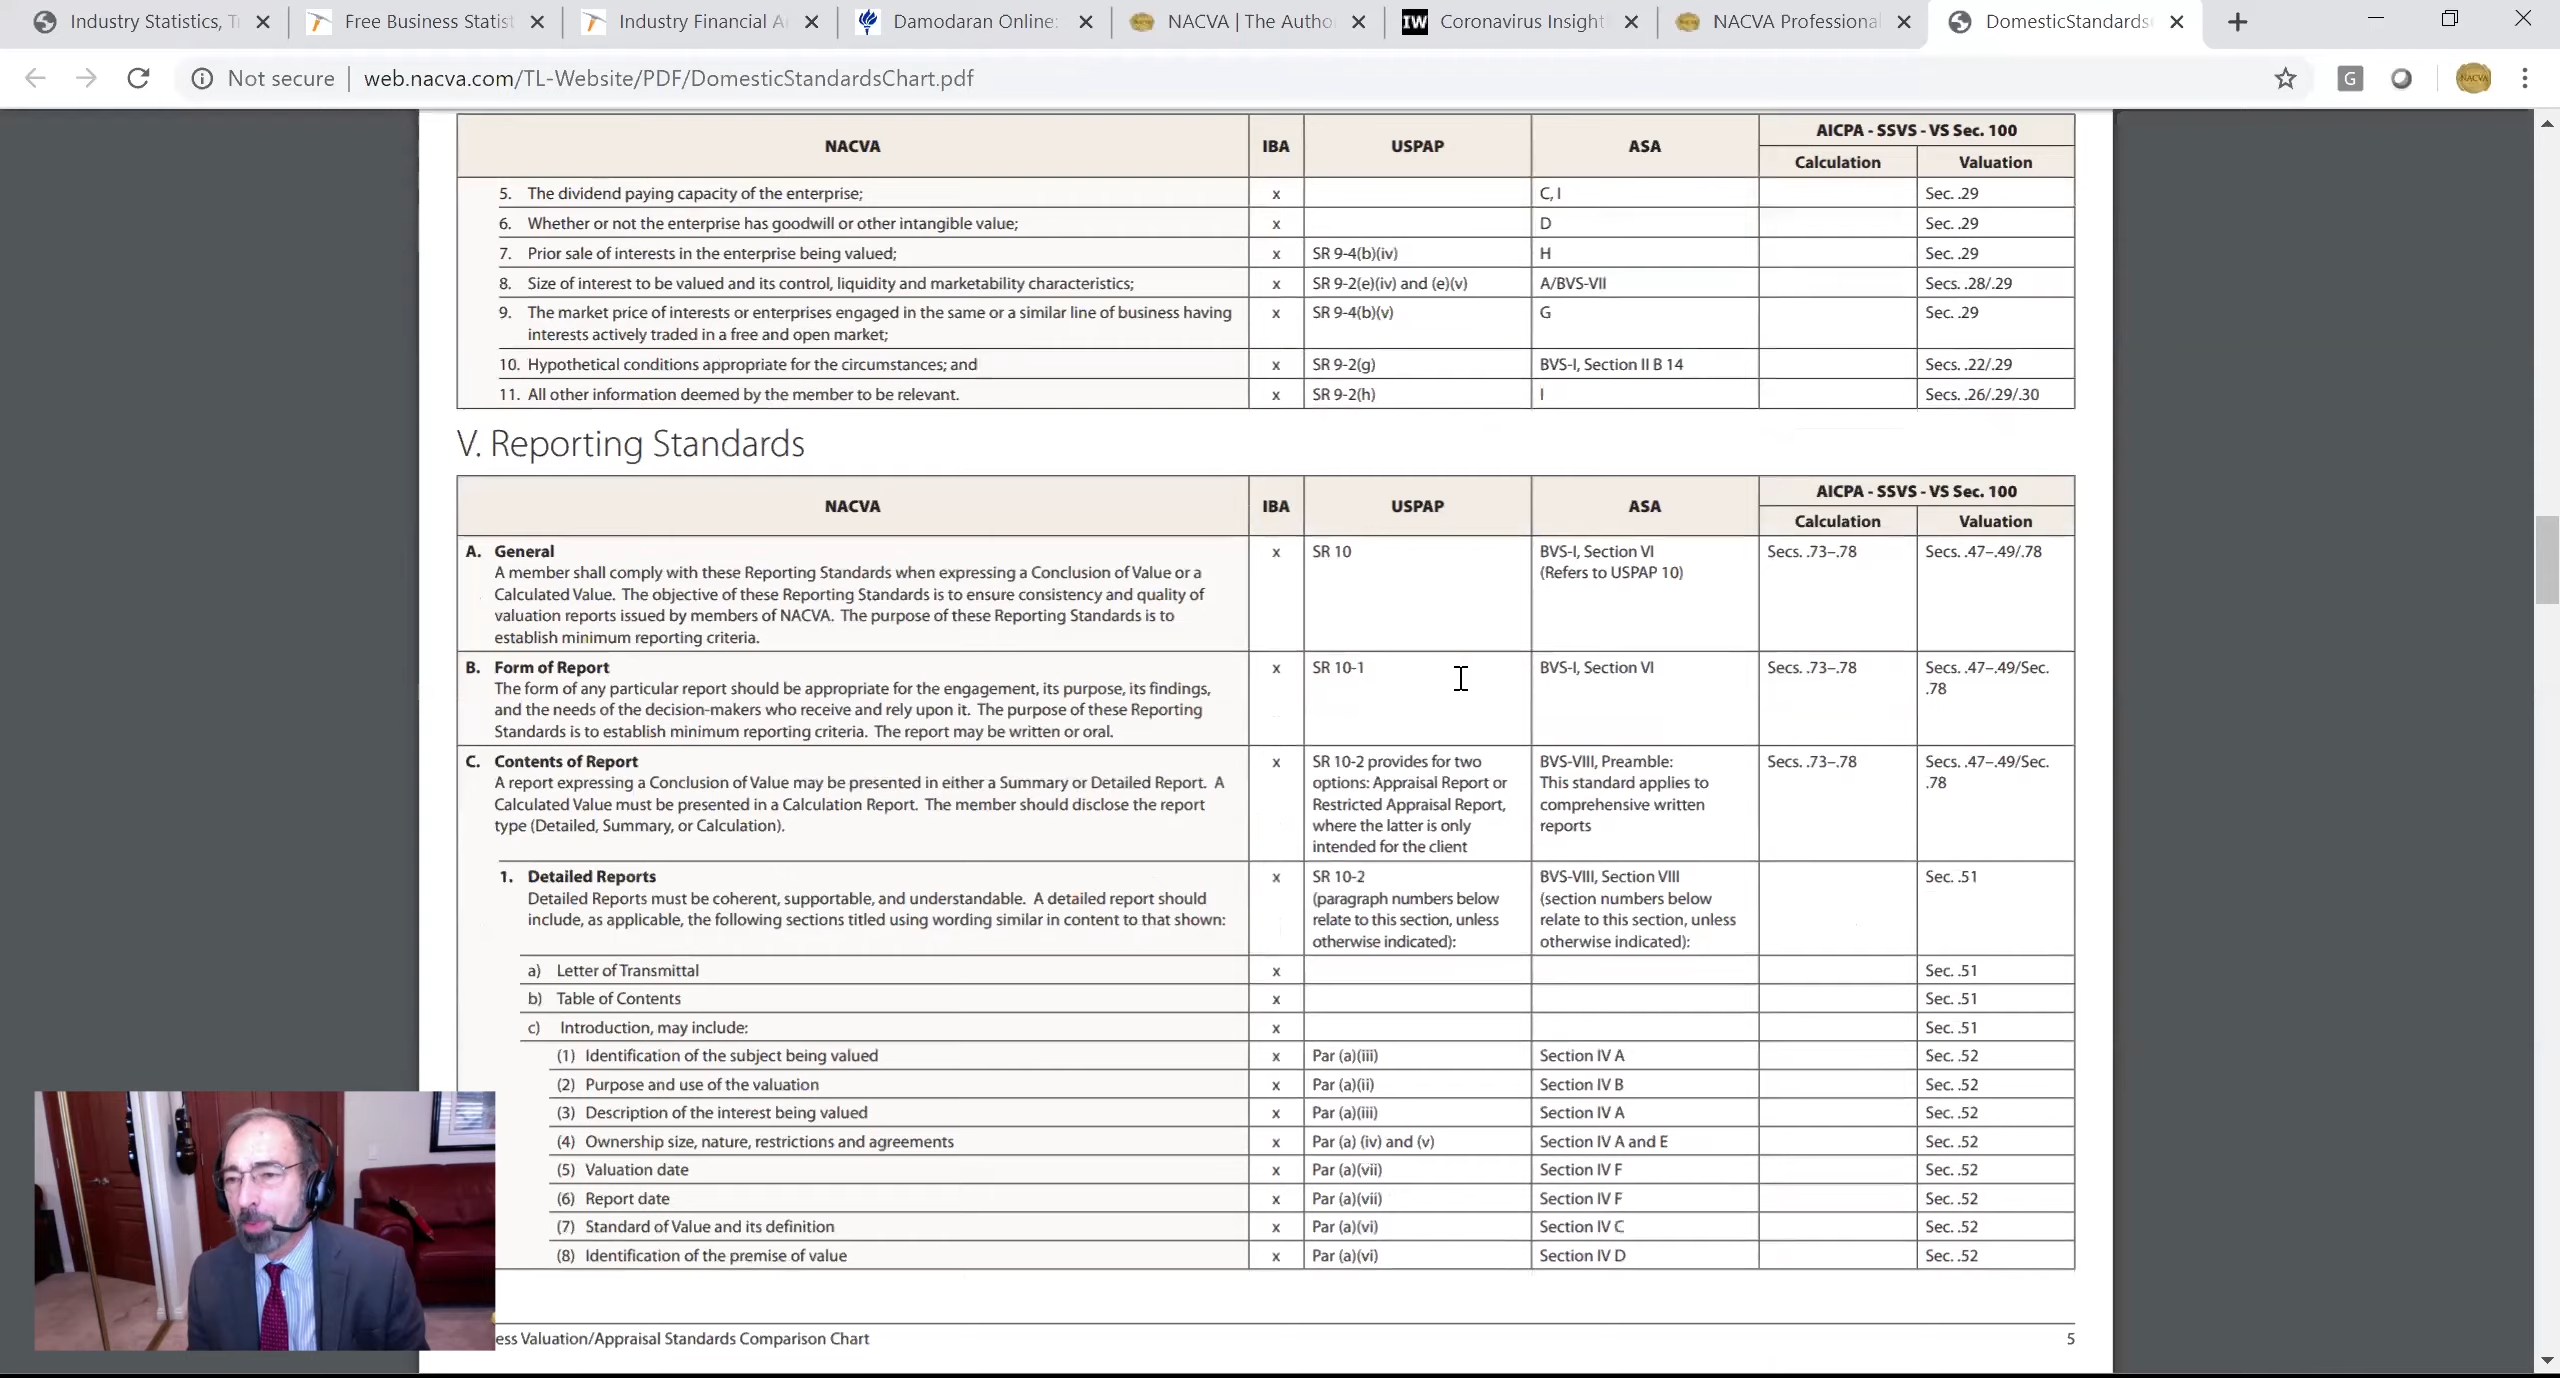 Industry Statistics, T
Free Business Statist
Industry Financial A
Damodaran Online:
NACVA | The Autho
IW Coronavirus Insight
NACVA Professiona
DomesticStandards
Not secure | web.nacva.com/TL-Website/PDF/DomesticStandardsChart.pdf
G
NACVA
NACVA IBA USPAP ASA AICPA - SSVS - VS Sec. 100
Calculation Valuation
5. The dividend paying capacity of the enterprise; x C, I Sec. .29
6. Whether or not the enterprise has goodwill or other intangible value; x D Sec. .29
7. Prior sale of interests in the enterprise being valued; x SR 9-4(b)(iv) H Sec. .29
8. Size of interest to be valued and its control, liquidity and marketability characteristics; x SR 9-2(e)(iv) and (e)(v) A/BVS-VII Secs. .28/.29
9. The market price of interests or enterprises engaged in the same or a similar line of business having x SR 9-4(b)(v) G Sec. .29
interests actively traded in a free and open market;
10. Hypothetical conditions appropriate for the circumstances; and x SR 9-2(g) BVS-I, Section II B 14 Secs. .22/.29
11. All other information deemed by the member to be relevant. x SR 9-2(h) I Secs. .26/.29/.30
V. Reporting Standards
NACVA IBA USPAP ASA AICPA - SSVS - VS Sec. 100
Calculation Valuation
A. General x SR 10 BVS-I, Section VI Secs. .73–.78 Secs. .47–.49/.78
A member shall comply with these Reporting Standards when expressing a Conclusion of Value or a (Refers to USPAP 10)
Calculated Value. The objective of these Reporting Standards is to ensure consistency and quality of
valuation reports issued by members of NACVA. The purpose of these Reporting Standards is to
establish minimum reporting criteria.
B. Form of Report x SR 10-1 BVS-I, Section VI Secs. .73–.78 Secs. .47–.49/Sec.
The form of any particular report should be appropriate for the engagement, its purpose, its findings, .78
and the needs of the decision-makers who receive and rely upon it. The purpose of these Reporting
Standards is to establish minimum reporting criteria. The report may be written or oral.
C. Contents of Report x SR 10-2 provides for two BVS-VIII, Preamble: Secs. .73–.78 Secs. .47–.49/Sec.
A report expressing a Conclusion of Value may be presented in either a Summary or Detailed Report. A options: Appraisal Report or This standard applies to .78
Calculated Value must be presented in a Calculation Report. The member should disclose the report Restricted Appraisal Report, comprehensive written
type (Detailed, Summary, or Calculation). where the latter is only reports
intended for the client
1. Detailed Reports x SR 10-2 BVS-VIII, Section VIII Sec. .51
Detailed Reports must be coherent, supportable, and understandable. A detailed report should (paragraph numbers below (section numbers below
include, as applicable, the following sections titled using wording similar in content to that shown: relate to this section, unless relate to this section, unless
otherwise indicated): otherwise indicated):
a) Letter of Transmittal x Sec. .51
b) Table of Contents x Sec. .51
c) Introduction, may include: x Sec. .51
(1) Identification of the subject being valued x Par (a)(iii) Section IV A Sec. .52
(2) Purpose and use of the valuation x Par (a)(ii) Section IV B Sec. .52
(3) Description of the interest being valued x Par (a)(iii) Section IV A Sec. .52
(4) Ownership size, nature, restrictions and agreements x Par (a) (iv) and (v) Section IV A and E Sec. .52
(5) Valuation date x Par (a)(vii) Section IV F Sec. .52
(6) Report date x Par (a)(vii) Section IV F Sec. .52
(7) Standard of Value and its definition x Par (a)(vi) Section IV C Sec. .52
(8) Identification of the premise of value x Par (a)(vi) Section IV D Sec. .52
ess Valuation/Appraisal Standards Comparison Chart 5